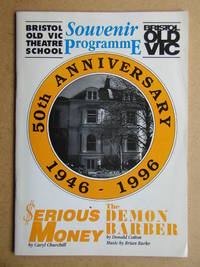 BRISTOL
OLD VIC
THEATRE
SCHOOL
Souvenir
Programme
BRISTOL
OLD
VIC
50th ANNIVERSARY
1946 - 1996
$ERIOUS
MONEY
by Caryl Churchill
The
DEMON
BARBER
by Donald Cotton
Music by Brian Burke